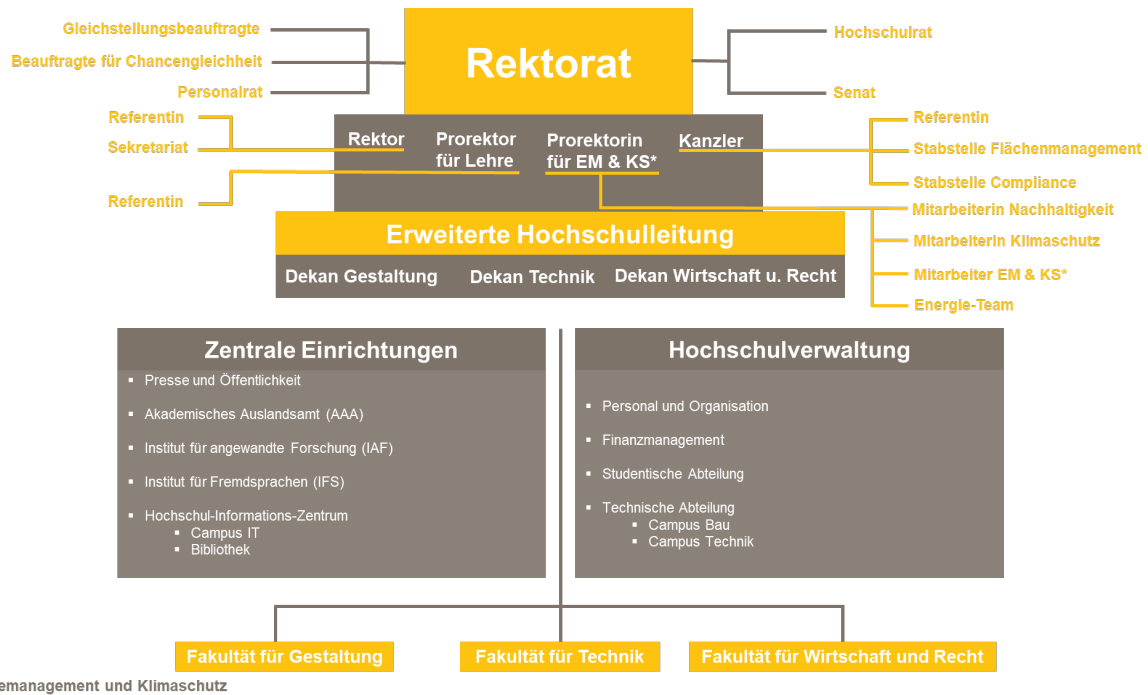 Gleichstellungsbeauftragte
Beauftragte für Chancengleichheit
Personalrat
Rektorat
Hochschulrat
Senat
Referentin
Sekretariat
Referentin
Rektor
Prorektor
für Lehre
Prorektorin
für EM & KS*
Kanzler
Referentin
Stabstelle Flächenmanagement
Stabstelle Compliance
Mitarbeiterin Nachhaltigkeit
Mitarbeiterin Klimaschutz
Mitarbeiter EM & KS*
Energie-Team
Erweiterte Hochschulleitung
Dekan Gestaltung
Dekan Technik
Dekan Wirtschaft u. Recht
Zentrale Einrichtungen
▪ Presse und Öffentlichkeit
▪ Akademisches Auslandsamt (AAA)
▪ Institut für angewandte Forschung (IAF)
▪ Institut für Fremdsprachen (IFS)
▪ Hochschul-Informations-Zentrum
▪ Campus IT
▪ Bibliothek
Hochschulverwaltung
▪ Personal und Organisation
▪ Finanzmanagement
▪ Studentische Abteilung
▪ Technische Abteilung
▪ Campus Bau
▪ Campus Technik
Fakultät für Gestaltung
Fakultät für Technik
Fakultät für Wirtschaft und Recht
emanagement und Klimaschutz